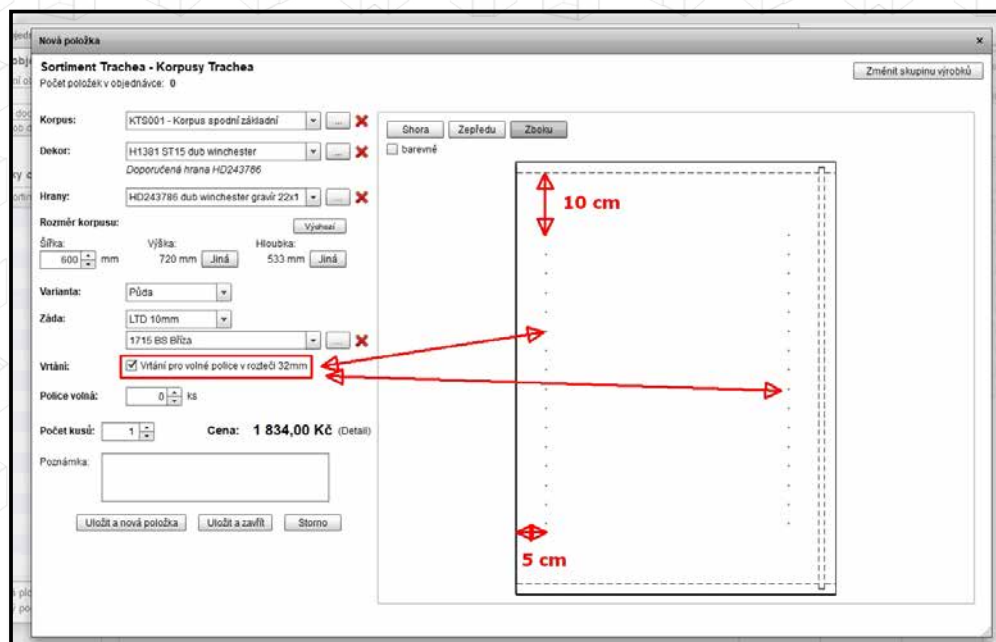 Nová položka
Sortiment Trachea - Korpusy Trachea
Počet položek v objednávce: 0
Změnit skupinu výrobků
Korpus: KTS001 - Korpus spodní základní ...
Shora Zepředu Zboku
barevně
Dekor: H1381 ST15 dub winchester ...
Doporučená hrana HD243786
Hrany: HD243786 dub winchester gravír 22x1 ...
10 cm
Rozměr korpusu: Výchozí
Šířka: Výška: Hloubka:
600 mm 720 mm Jiná 533 mm Jiná
Varianta: Půda
Záda: LTD 10mm
1715 BS Bříza ...
Vrtání: Vrtání pro volné police v rozteči 32mm
Police volná: 0 ks
Počet kusů: 1 Cena: 1 834,00 Kč (Detail)
Poznámka:
Uložit a nová položka Uložit a zavřít Storno
5 cm